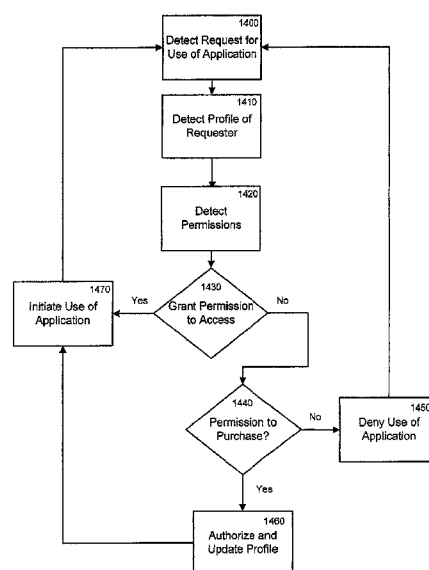 1400
Detect Request for
Use of Application
1410
Detect Profile of
Requester
1420
Detect
Permissions
1470
Initiate Use of
Application
Yes
1430
Grant Permission
to Access
No
1440
Permission to
Purchase?
No
1450
Deny Use of
Application
Yes
1460
Authorize and
Update Profile